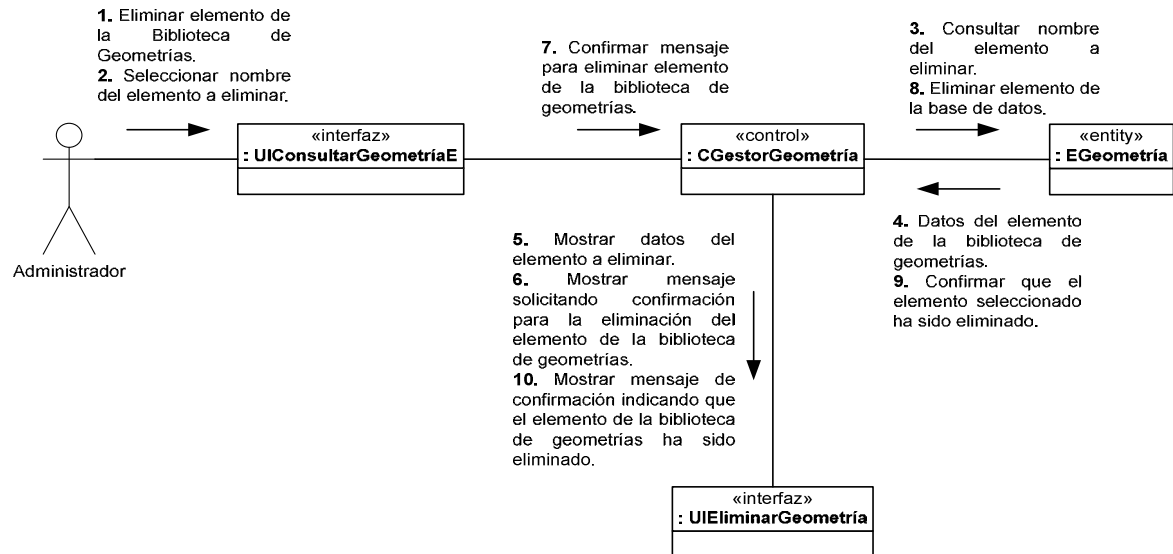 1. Eliminar elemento de
la Biblioteca de
Geometrías.
2. Seleccionar nombre
del elemento a eliminar.
7. Confirmar mensaje
para eliminar elemento
de la biblioteca de
geometrías.
3. Consultar nombre
del elemento a
eliminar.
8. Eliminar elemento de
la base de datos.
«interfaz»
: UIConsultarGeometríaE
«control»
: CGestorGeometría
«entity»
: EGeometría
Administrador
5. Mostrar datos del
elemento a eliminar.
6. Mostrar mensaje
solicitando confirmación
para la eliminación del
elemento de la biblioteca
de geometrías.
10. Mostrar mensaje de
confirmación indicando que
el elemento de la biblioteca
de geometrías ha sido
eliminado.
4. Datos del elemento
de la biblioteca de
geometrías.
9. Confirmar que el
elemento seleccionado
ha sido eliminado.
«interfaz»
: UIEliminarGeometría